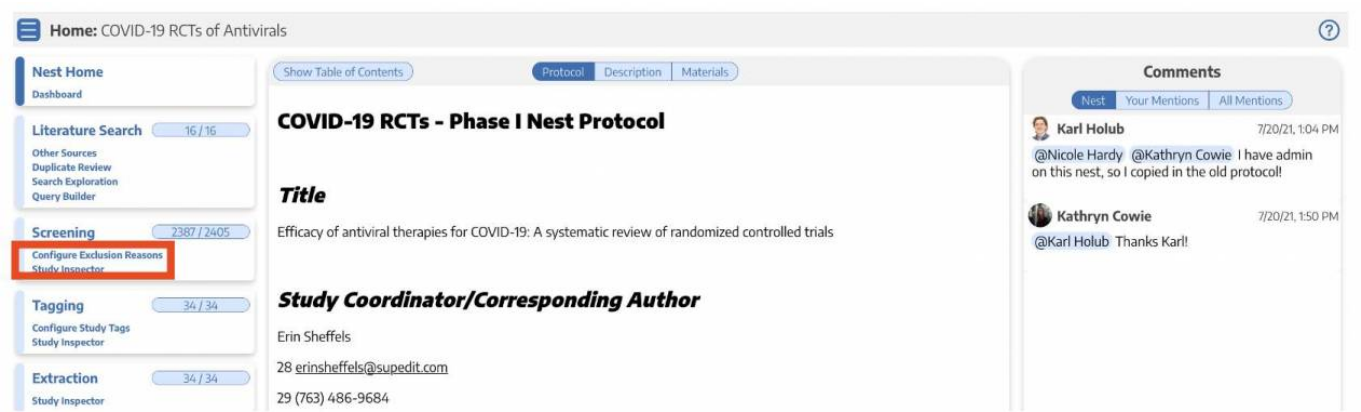 Home: COVID-19 RCTs of Antivirals
Nest Home
Dashboard
Literature Search 16 / 16
Other Sources
Duplicate Review
Search Exploration
Query Builder
Screening 2387 / 2405
Configure Exclusion Reasons
Study Inspector
Tagging 34 / 34
Configure Study Tags
Study Inspector
Extraction 34 / 34
Study Inspector
Show Table of Contents Protocol Description Materials
COVID-19 RCTs - Phase I Nest Protocol
Title
Efficacy of antiviral therapies for COVID-19: A systematic review of randomized controlled trials
Study Coordinator/Corresponding Author
Erin Sheffels
28 erinsheffels@supedit.com
29 (763) 486-9684
Comments
Nest Your Mentions All Mentions
Karl Holub 7/20/21, 1:04 PM
@Nicole Hardy @Kathryn Cowie I have admin
on this nest, so I copied in the old protocol!
Kathryn Cowie 7/20/21, 1:50 PM
@Karl Holub Thanks Karl!